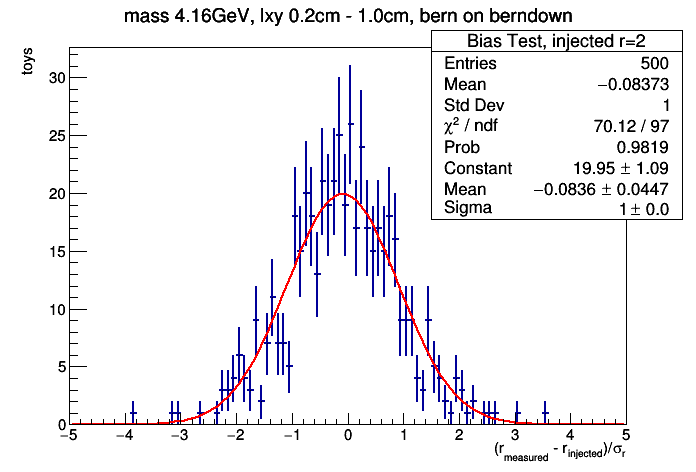 mass 4.16GeV, lxy 0.2cm - 1.0cm, bern on berndown
Bias Test, injected r=2
Entries 500
Mean −0.08373
Std Dev 1
χ² / ndf 70.12 / 97
Prob 0.9819
Constant 19.95 ± 1.09
Mean −0.0836 ± 0.0447
Sigma 1 ± 0.0
toys
30
25
20
15
10
5
0
−5 −4 −3 −2 −1 0 1 2 3 4 5
(r_measured - r_injected)/σ_r